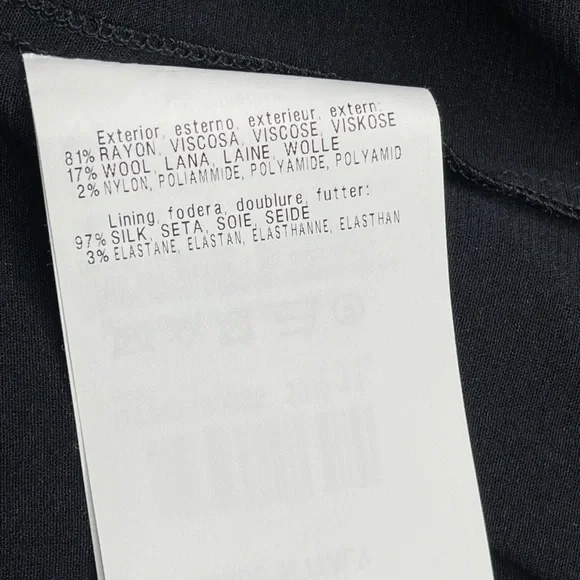 Exterior, esterno, exterieur, extern:
81% RAYON, VISCOSA, VISCOSE, VISKOSE
17% WOOL, LANA, LAINE, WOLLE
2% NYLON, POLIAMMIDE, POLYAMIDE, POLYAMID
Lining, fodera, doublure, futter:
97% SILK, SETA, SOIE, SEIDE
3% ELASTANE, ELASTAN, ELASTHANNE, ELASTHAN